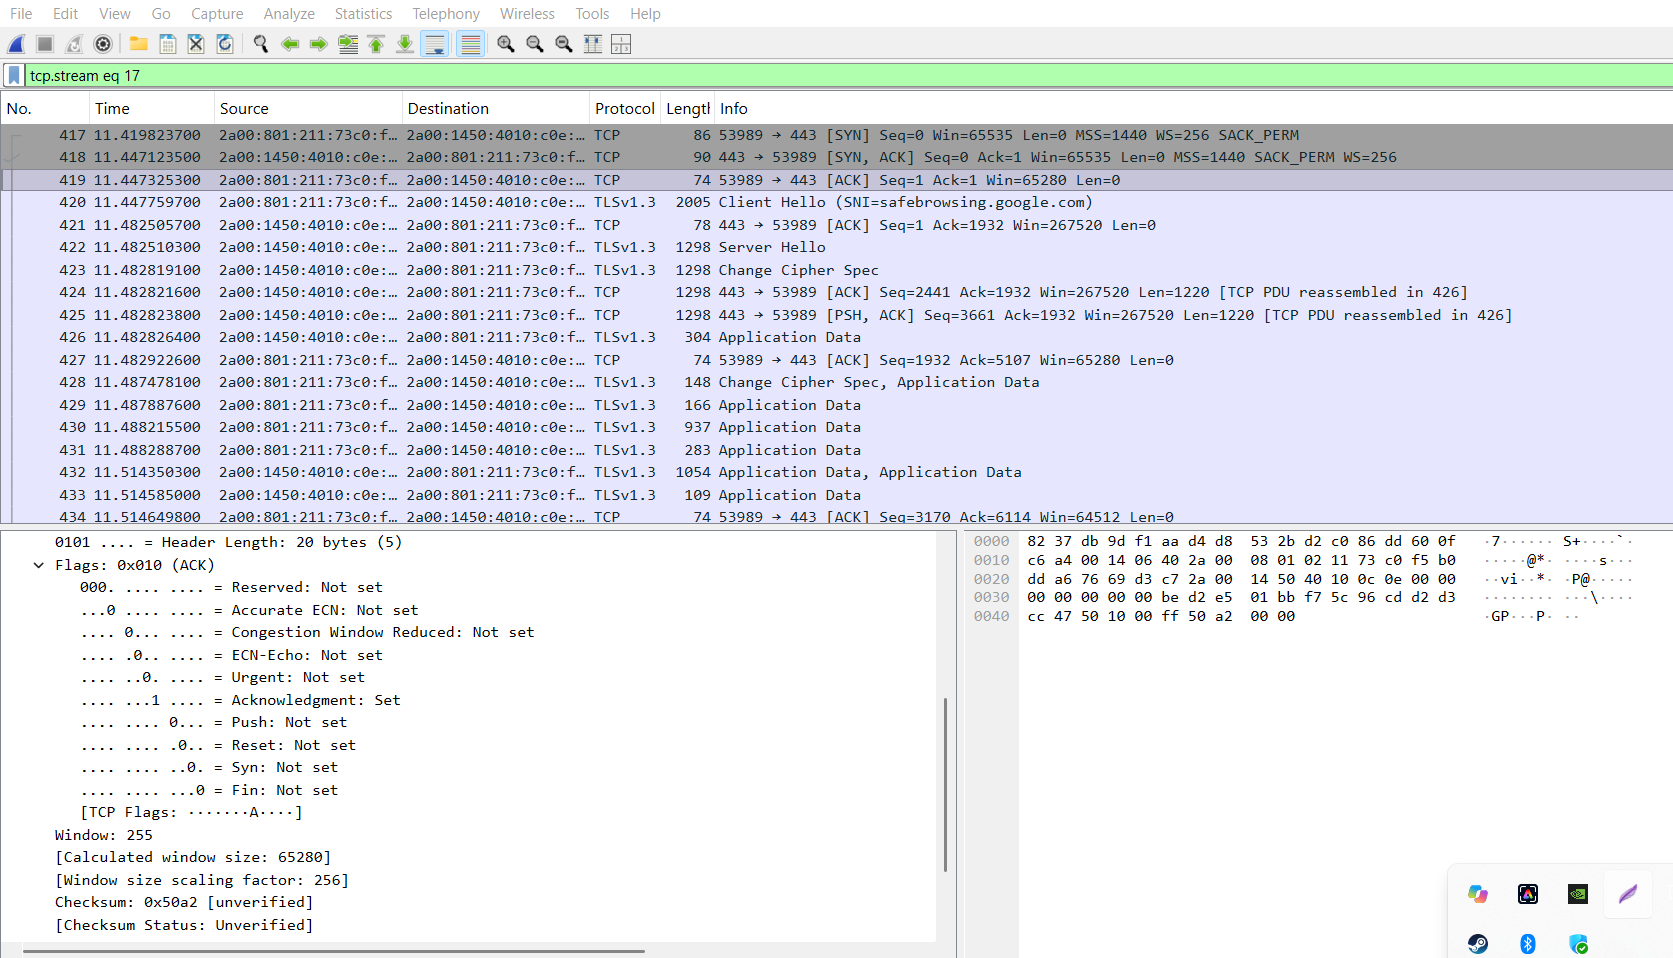 File Edit View Go Capture Analyze Statistics Telephony Wireless Tools Help
tcp.stream eq 17
No. Time Source Destination Protocol Length Info
417 11.419823700 2a00:801:211:73c0:f… 2a00:1450:4010:c0e:… TCP 86 53989 → 443 [SYN] Seq=0 Win=65535 Len=0 MSS=1440 WS=256 SACK_PERM
418 11.447123500 2a00:1450:4010:c0e:… 2a00:801:211:73c0:f… TCP 90 443 → 53989 [SYN, ACK] Seq=0 Ack=1 Win=65535 Len=0 MSS=1440 SACK_PERM WS=256
419 11.447325300 2a00:801:211:73c0:f… 2a00:1450:4010:c0e:… TCP 74 53989 → 443 [ACK] Seq=1 Ack=1 Win=65280 Len=0
420 11.447759700 2a00:801:211:73c0:f… 2a00:1450:4010:c0e:… TLSv1.3 2005 Client Hello (SNI=safebrowsing.google.com)
421 11.482505700 2a00:1450:4010:c0e:… 2a00:801:211:73c0:f… TCP 78 443 → 53989 [ACK] Seq=1 Ack=1932 Win=267520 Len=0
422 11.482510300 2a00:1450:4010:c0e:… 2a00:801:211:73c0:f… TLSv1.3 1298 Server Hello
423 11.482819100 2a00:1450:4010:c0e:… 2a00:801:211:73c0:f… TLSv1.3 1298 Change Cipher Spec
424 11.482821600 2a00:1450:4010:c0e:… 2a00:801:211:73c0:f… TCP 1298 443 → 53989 [ACK] Seq=2441 Ack=1932 Win=267520 Len=1220 [TCP PDU reassembled in 426]
425 11.482823800 2a00:1450:4010:c0e:… 2a00:801:211:73c0:f… TCP 1298 443 → 53989 [PSH, ACK] Seq=3661 Ack=1932 Win=267520 Len=1220 [TCP PDU reassembled in 426]
426 11.482826400 2a00:1450:4010:c0e:… 2a00:801:211:73c0:f… TLSv1.3 304 Application Data
427 11.482922600 2a00:801:211:73c0:f… 2a00:1450:4010:c0e:… TCP 74 53989 → 443 [ACK] Seq=1932 Ack=5107 Win=65280 Len=0
428 11.487478100 2a00:801:211:73c0:f… 2a00:1450:4010:c0e:… TLSv1.3 148 Change Cipher Spec, Application Data
429 11.487887600 2a00:801:211:73c0:f… 2a00:1450:4010:c0e:… TLSv1.3 166 Application Data
430 11.488215500 2a00:801:211:73c0:f… 2a00:1450:4010:c0e:… TLSv1.3 937 Application Data
431 11.488288700 2a00:801:211:73c0:f… 2a00:1450:4010:c0e:… TLSv1.3 283 Application Data
432 11.514350300 2a00:1450:4010:c0e:… 2a00:801:211:73c0:f… TLSv1.3 1054 Application Data, Application Data
433 11.514585000 2a00:1450:4010:c0e:… 2a00:801:211:73c0:f… TLSv1.3 109 Application Data
434 11.514649800 2a00:801:211:73c0:f… 2a00:1450:4010:c0e:… TCP 74 53989 → 443 [ACK] Seq=3170 Ack=6114 Win=64512 Len=0
0101 .... = Header Length: 20 bytes (5)
Flags: 0x010 (ACK)
000. .... .... = Reserved: Not set
...0 .... .... = Accurate ECN: Not set
.... 0... .... = Congestion Window Reduced: Not set
.... .0.. .... = ECN-Echo: Not set
.... ..0. .... = Urgent: Not set
.... ...1 .... = Acknowledgment: Set
.... .... 0... = Push: Not set
.... .... .0.. = Reset: Not set
.... .... ..0. = Syn: Not set
.... .... ...0 = Fin: Not set
[TCP Flags: ·······A····]
Window: 255
[Calculated window size: 65280]
[Window size scaling factor: 256]
Checksum: 0x50a2 [unverified]
[Checksum Status: Unverified]
0000 82 37 db 9d f1 aa d4 d8 53 2b d2 c0 86 dd 60 0f ·7······ S+····`·
0010 c6 a4 00 14 06 40 2a 00 08 01 02 11 73 c0 f5 b0 ·····@*· ····s···
0020 dd a6 76 69 d3 c7 2a 00 14 50 40 10 0c 0e 00 00 ··vi··*· ·P@·····
0030 00 00 00 00 00 be d2 e5 01 bb f7 5c 96 cd d2 d3 ········ ···\····
0040 cc 47 50 10 00 ff 50 a2 00 00 ·GP···P· ··